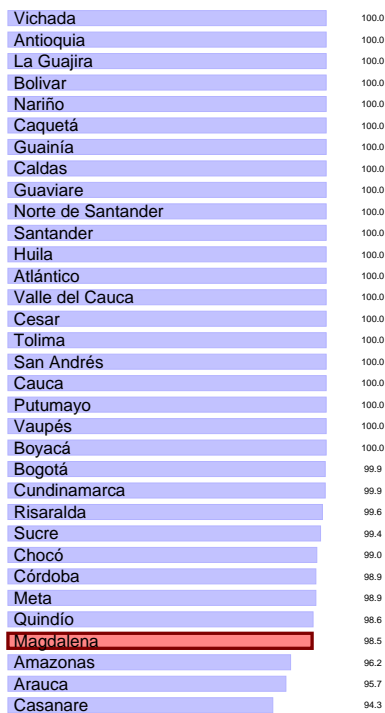 Vichada 100.0
Antioquia 100.0
La Guajira 100.0
Bolivar 100.0
Nariño 100.0
Caquetá 100.0
Guainía 100.0
Caldas 100.0
Guaviare 100.0
Norte de Santander 100.0
Santander 100.0
Huila 100.0
Atlántico 100.0
Valle del Cauca 100.0
Cesar 100.0
Tolima 100.0
San Andrés 100.0
Cauca 100.0
Putumayo 100.0
Vaupés 100.0
Boyacá 100.0
Bogotá 99.9
Cundinamarca 99.9
Risaralda 99.6
Sucre 99.4
Chocó 99.0
Córdoba 98.9
Meta 98.9
Quindío 98.6
Magdalena 98.5
Amazonas 96.2
Arauca 95.7
Casanare 94.3